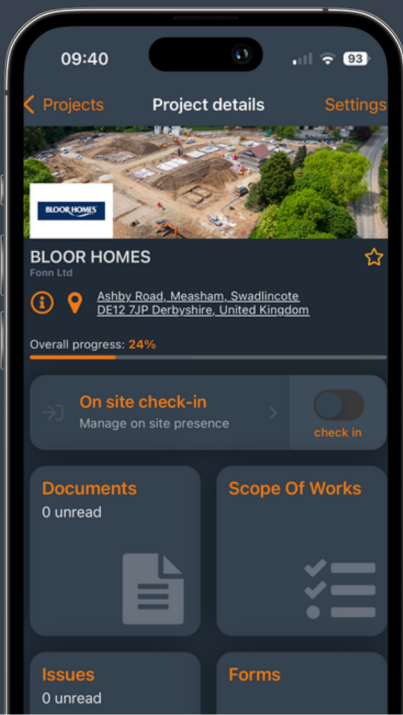 09:40
93
Projects
Project details
Settings
BLOOR HOMES
BLOOR HOMES
Fonn Ltd
Ashby Road, Measham, Swadlincote
DE12 7JP Derbyshire, United Kingdom
Overall progress: 24%
On site check-in
Manage on site presence
check in
Documents
0 unread
Scope Of Works
Issues
0 unread
Forms